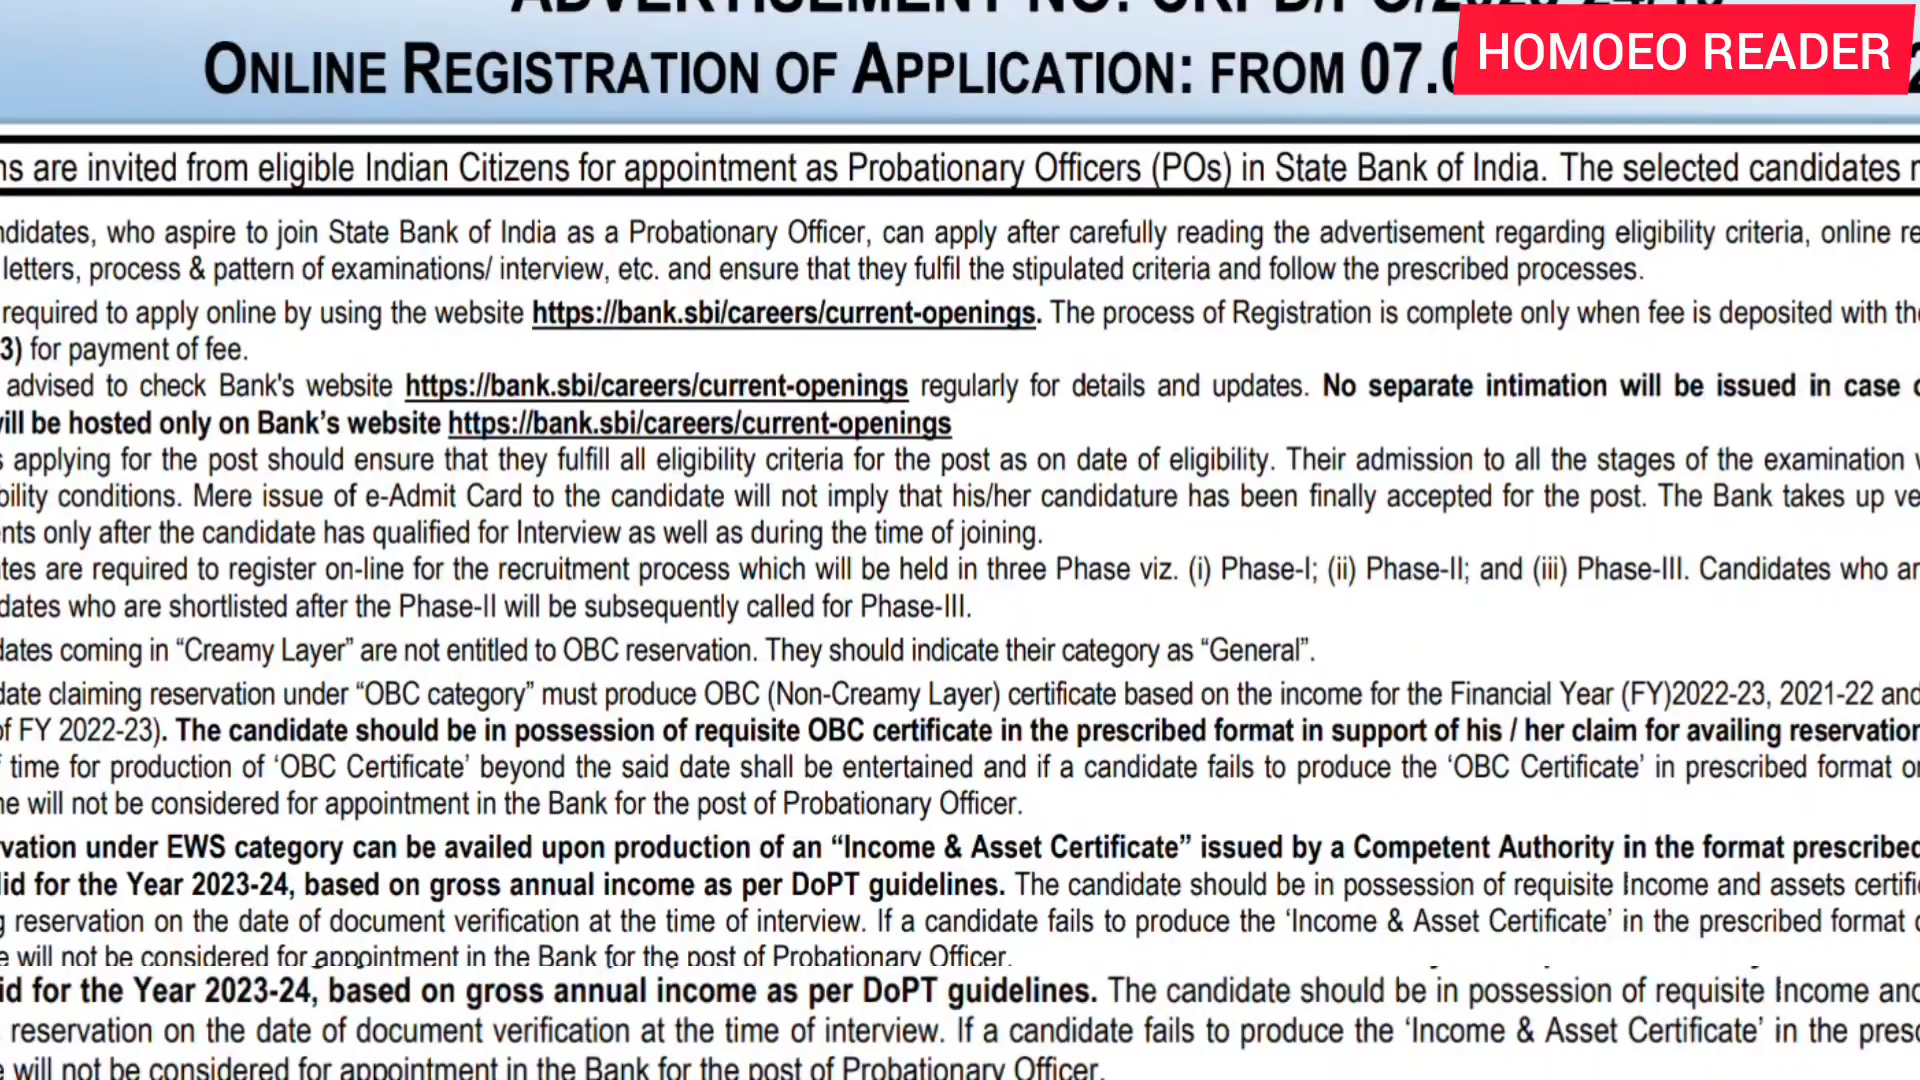 ADVERTISEMENT NO: CRPD/PO/2023-24/19
HOMOEO READER
ONLINE REGISTRATION OF APPLICATION: FROM 07.0
ns are invited from eligible Indian Citizens for appointment as Probationary Officers (POs) in State Bank of India. The selected candidates
ndidates, who aspire to join State Bank of India as a Probationary Officer, can apply after carefully reading the advertisement regarding eligibility criteria, online re
letters, process & pattern of examinations/ interview, etc. and ensure that they fulfil the stipulated criteria and follow the prescribed processes.
required to apply online by using the website https://bank.sbi/careers/current-openings. The process of Registration is complete only when fee is deposited with the
3) for payment of fee.
advised to check Bank's website https://bank.sbi/careers/current-openings regularly for details and updates. No separate intimation will be issued in case
will be hosted only on Bank’s website https://bank.sbi/careers/current-openings
s applying for the post should ensure that they fulfill all eligibility criteria for the post as on date of eligibility. Their admission to all the stages of the examination
bility conditions. Mere issue of e-Admit Card to the candidate will not imply that his/her candidature has been finally accepted for the post. The Bank takes up ve
nts only after the candidate has qualified for Interview as well as during the time of joining.
tes are required to register on-line for the recruitment process which will be held in three Phase viz. (i) Phase-I; (ii) Phase-II; and (iii) Phase-III. Candidates who ar
dates who are shortlisted after the Phase-II will be subsequently called for Phase-III.
dates coming in “Creamy Layer” are not entitled to OBC reservation. They should indicate their category as “General”.
date claiming reservation under “OBC category” must produce OBC (Non-Creamy Layer) certificate based on the income for the Financial Year (FY)2022-23, 2021-22 and
of FY 2022-23). The candidate should be in possession of requisite OBC certificate in the prescribed format in support of his / her claim for availing reservation
f time for production of ‘OBC Certificate’ beyond the said date shall be entertained and if a candidate fails to produce the ‘OBC Certificate’ in prescribed format or
he will not be considered for appointment in the Bank for the post of Probationary Officer.
rvation under EWS category can be availed upon production of an “Income & Asset Certificate” issued by a Competent Authority in the format prescribed
lid for the Year 2023-24, based on gross annual income as per DoPT guidelines. The candidate should be in possession of requisite Income and assets certifi
g reservation on the date of document verification at the time of interview. If a candidate fails to produce the ‘Income & Asset Certificate’ in the prescribed format
e will not be considered for appointment in the Bank for the post of Probationary Officer.
id for the Year 2023-24, based on gross annual income as per DoPT guidelines. The candidate should be in possession of requisite Income and
reservation on the date of document verification at the time of interview. If a candidate fails to produce the ‘Income & Asset Certificate’ in the presc
e will not be considered for appointment in the Bank for the post of Probationary Officer.